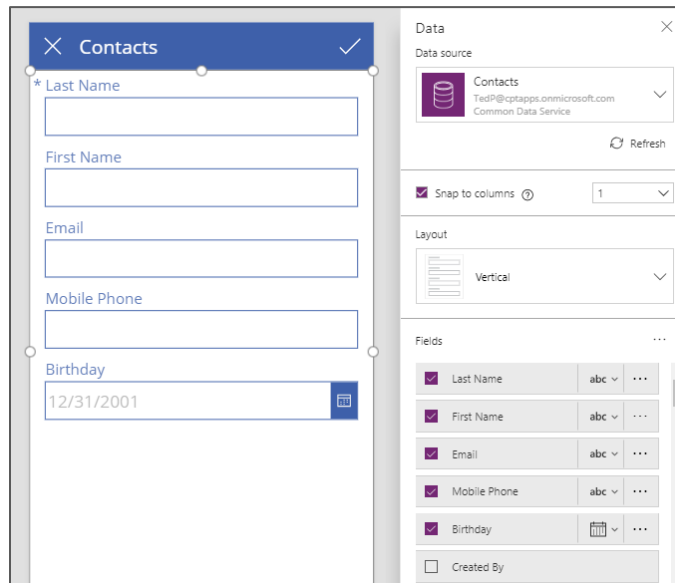 Contacts
* Last Name
First Name
Email
Mobile Phone
Birthday
12/31/2001
Data
Data source
Contacts
TedP@cptapps.onmicrosoft.com
Common Data Service
Refresh
Snap to columns ?
1
Layout
Vertical
Fields
...
Last Name abc ...
First Name abc ...
Email abc ...
Mobile Phone abc ...
Birthday ...
Created By